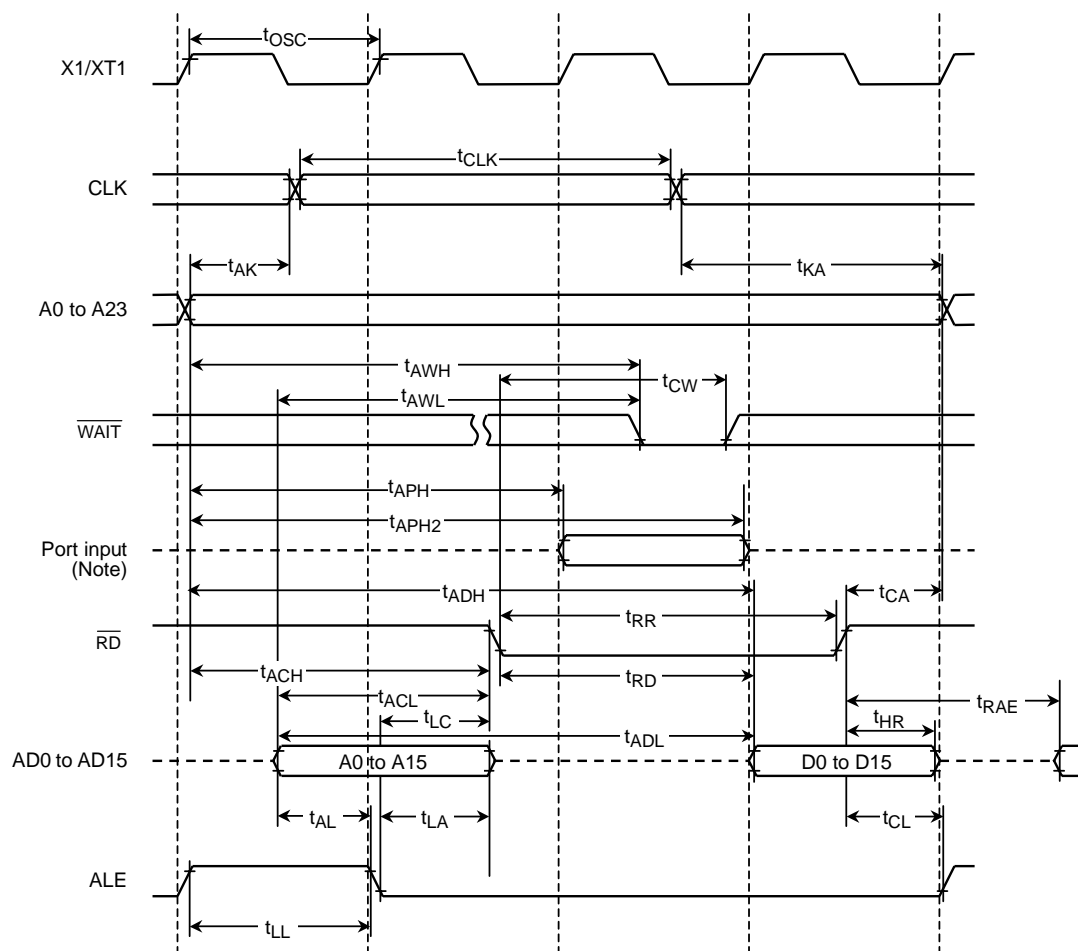 tOSC
X1/XT1
tCLK
CLK
tAK
tKA
A0 to A23
tAWH
tCW
tAWL
WAIT
tAPH
tAPH2
Port input
(Note)
tADH
tCA
tRR
RD
tACH
tRD
tACL
tRAE
tLC
tHR
tADL
AD0 to AD15
A0 to A15
D0 to D15
tAL
tLA
tCL
ALE
tLL